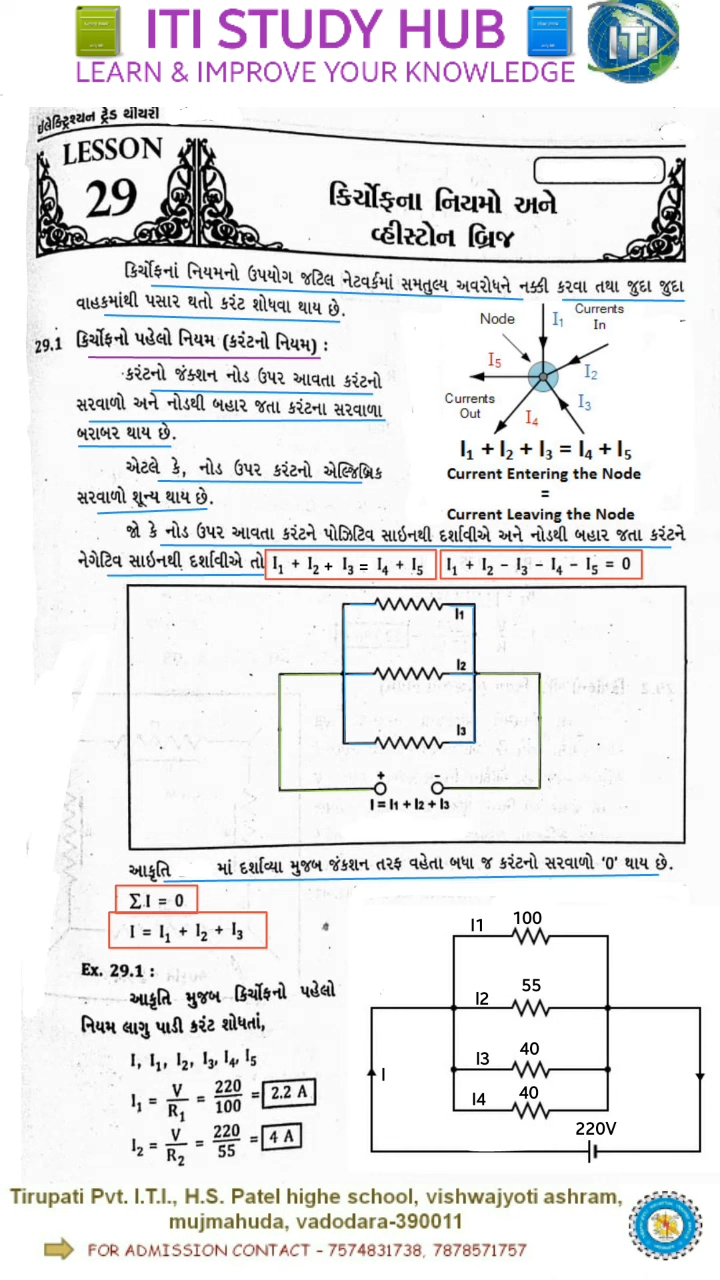 ITI STUDY HUB
LEARN & IMPROVE YOUR KNOWLEDGE
ITI
ઇલેક્ટ્રિશ્યન ટ્રેડ થીયરી
LESSON
29
કિર્ચોફના નિયમો અને
વ્હીસ્ટોન બ્રિજ
કિર્ચોફનાં નિયમનો ઉપયોગ જટિલ નેટવર્કમાં સમતુલ્ય અવરોધને નક્કી કરવા તથા જુદા જુદા
વાહકમાંથી પસાર થતો કરંટ શોધવા થાય છે.
29.1 કિર્ચોફનો પહેલો નિયમ (કરંટનો નિયમ) :
કરંટનો જંક્શન નોડ ઉપર આવતા કરંટનો
સરવાળો અને નોડથી બહાર જતા કરંટના સરવાળા
બરાબર થાય છે.
એટલે કે, નોડ ઉપર કરંટનો એલ્જિબ્રિક
સરવાળો શૂન્ય થાય છે.
Node
I₁
Currents
In
I₅
I₂
Currents
Out
I₄
I₃
I₁ + I₂ + I₃ = I₄ + I₅
Current Entering the Node
=
Current Leaving the Node
જો કે નોડ ઉપર આવતા કરંટને પોઝિટિવ સાઇનથી દર્શાવીએ અને નોડથી બહાર જતા કરંટને
નેગેટિવ સાઇનથી દર્શાવીએ તો I₁ + I₂ + I₃ = I₄ + I₅ I₁ + I₂ − I₃ − I₄ − I₅ = 0
I₁
I₂
I₃
+ -
I = I₁ + I₂ + I₃
આકૃતિ માં દર્શાવ્યા મુજબ જંકશન તરફ વહેતા બધા જ કરંટનો સરવાળો '0' થાય છે.
∑ I = 0
I = I₁ + I₂ + I₃
Ex. 29.1 :
આકૃતિ મુજબ કિર્ચોફનો પહેલો
નિયમ લાગુ પાડી કરંટ શોધતાં,
I, I₁, I₂, I₃, I₄, I₅
I₁ = V/R₁ = 220/100 = 2.2 A
I₂ = V/R₂ = 220/55 = 4 A
I1 100
I2 55
I3 40
I4 40
I
220V
Tirupati Pvt. I.T.I., H.S. Patel highe school, vishwajyoti ashram,
mujmahuda, vadodara-390011
FOR ADMISSION CONTACT - 7574831738, 7878571757